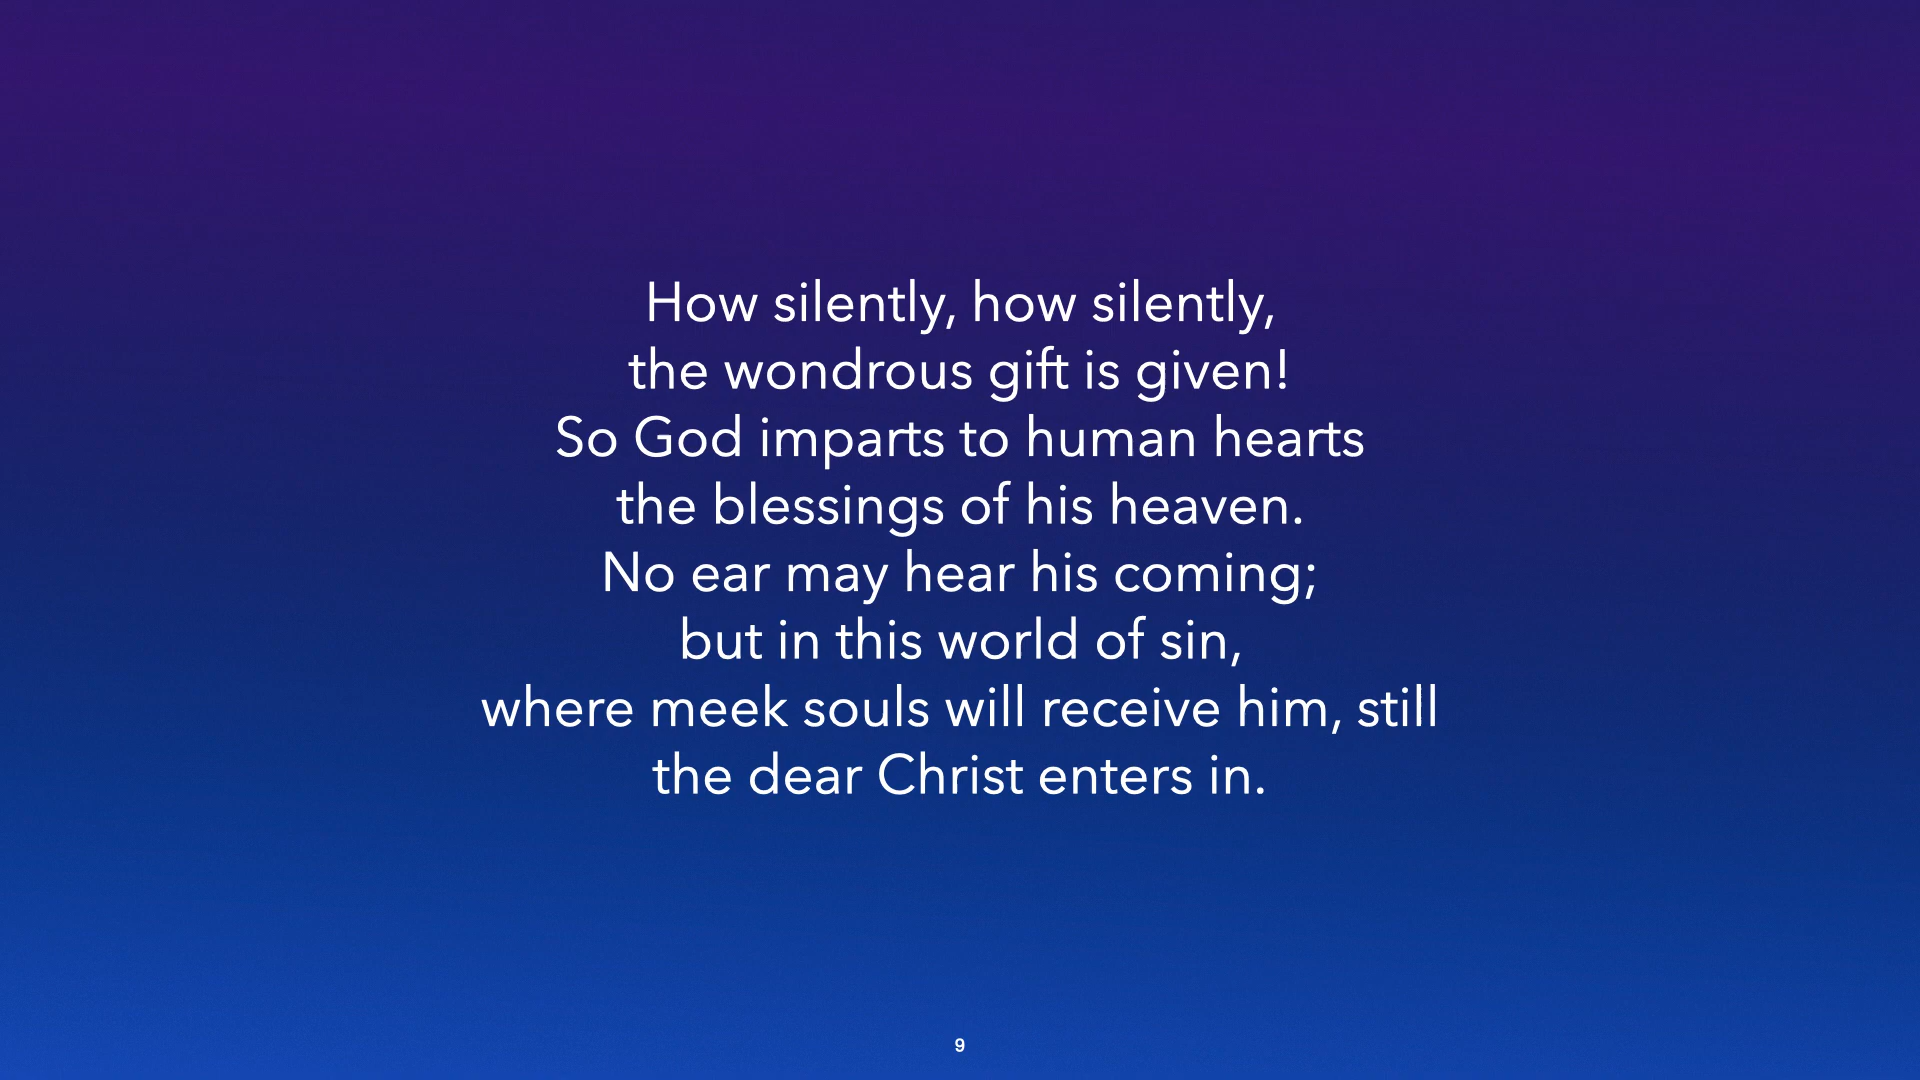 How silently, how silently,
the wondrous gift is given!
So God imparts to human hearts
the blessings of his heaven.
No ear may hear his coming;
but in this world of sin,
where meek souls will receive him, still
the dear Christ enters in.
9